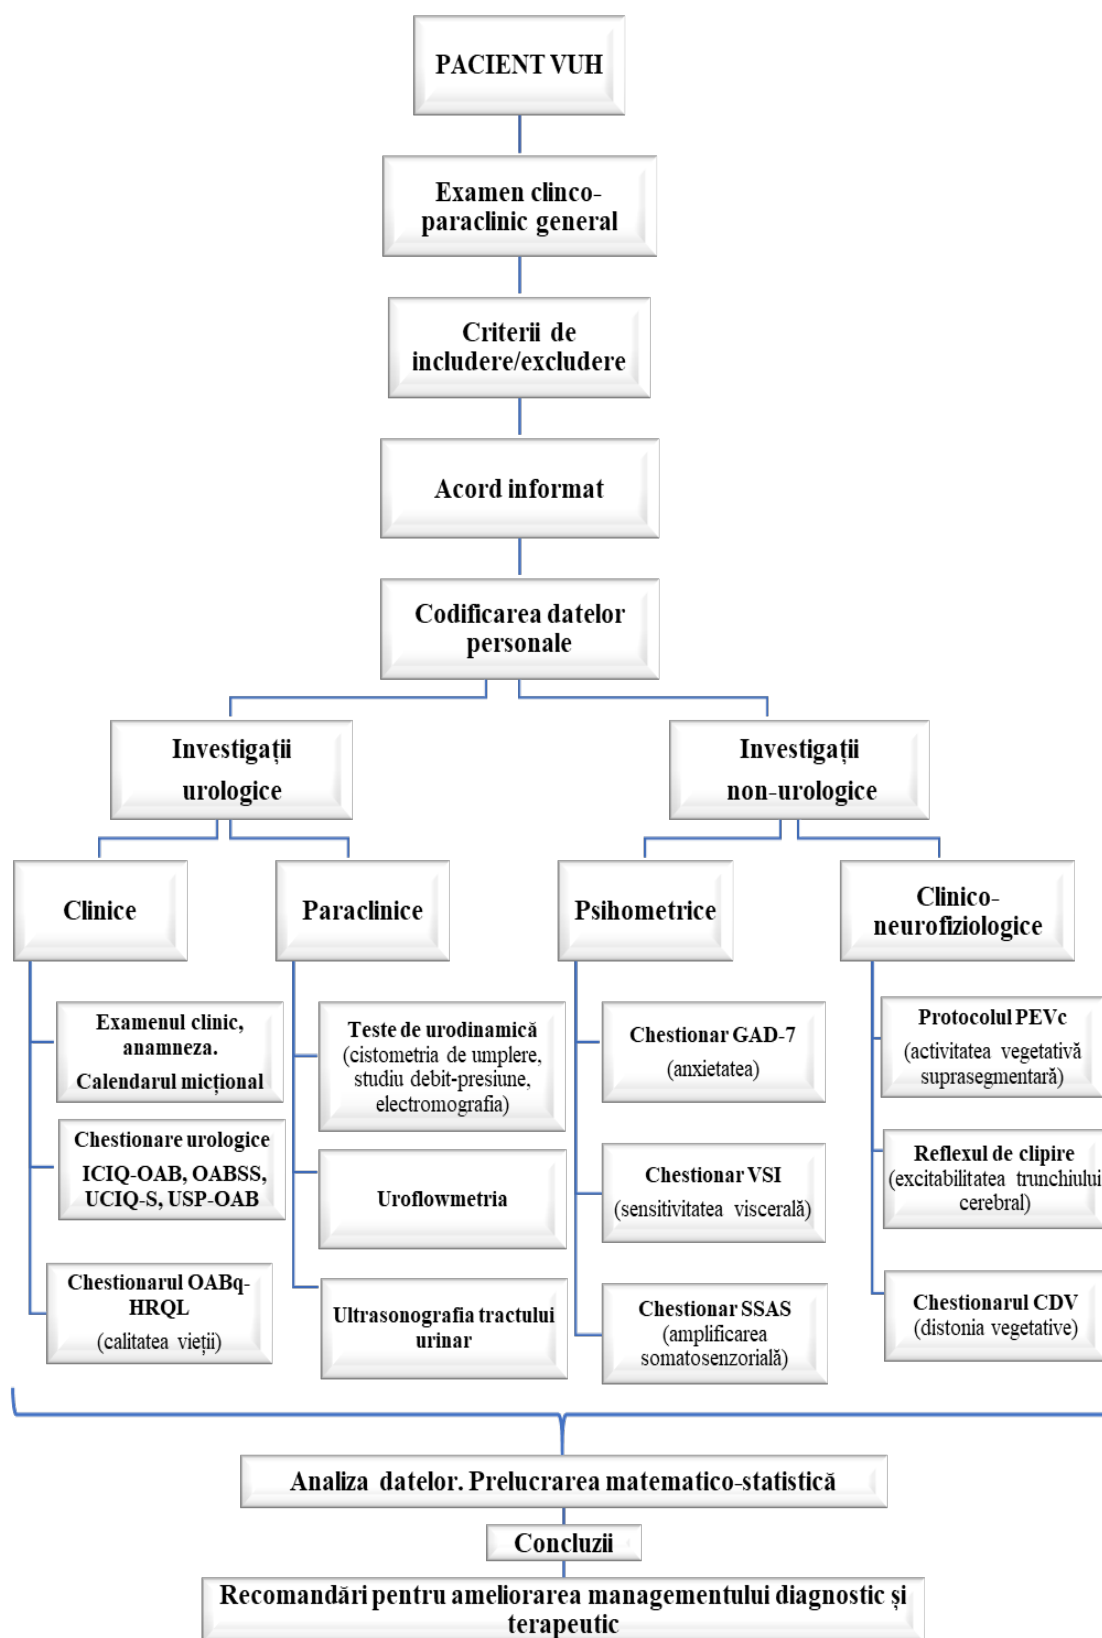 PACIENT VUH
Examen clinco-
paraclinic general
Criterii de
includere/excludere
Acord informat
Codificarea datelor
personale
Investigații
urologice
Investigații
non-urologice
Clinice
Paraclinice
Psihometrice
Clinico-
neurofiziologice
Examenul clinic,
anamneza.
Calendarul micțional
Chestionare urologice
ICIQ-OAB, OABSS,
UCIQ-S, USP-OAB
Chestionarul OABq-
HRQL
(calitatea vieții)
Teste de urodinamică
(cistometria de umplere,
studiu debit-presiune,
electromografia)
Uroflowmetria
Ultrasonografia tractului
urinar
Chestionar GAD-7
(anxietatea)
Chestionar VSI
(sensitivitatea viscerală)
Chestionar SSAS
(amplificarea
somatosenzorială)
Protocolul PEVc
(activitatea vegetativă
suprasegmentară)
Reflexul de clipire
(excitabilitatea trunchiului
cerebral)
Chestionarul CDV
(distonia vegetative)
Analiza datelor. Prelucrarea matematico-statistică
Concluzii
Recomandări pentru ameliorarea managementului diagnostic și
terapeutic